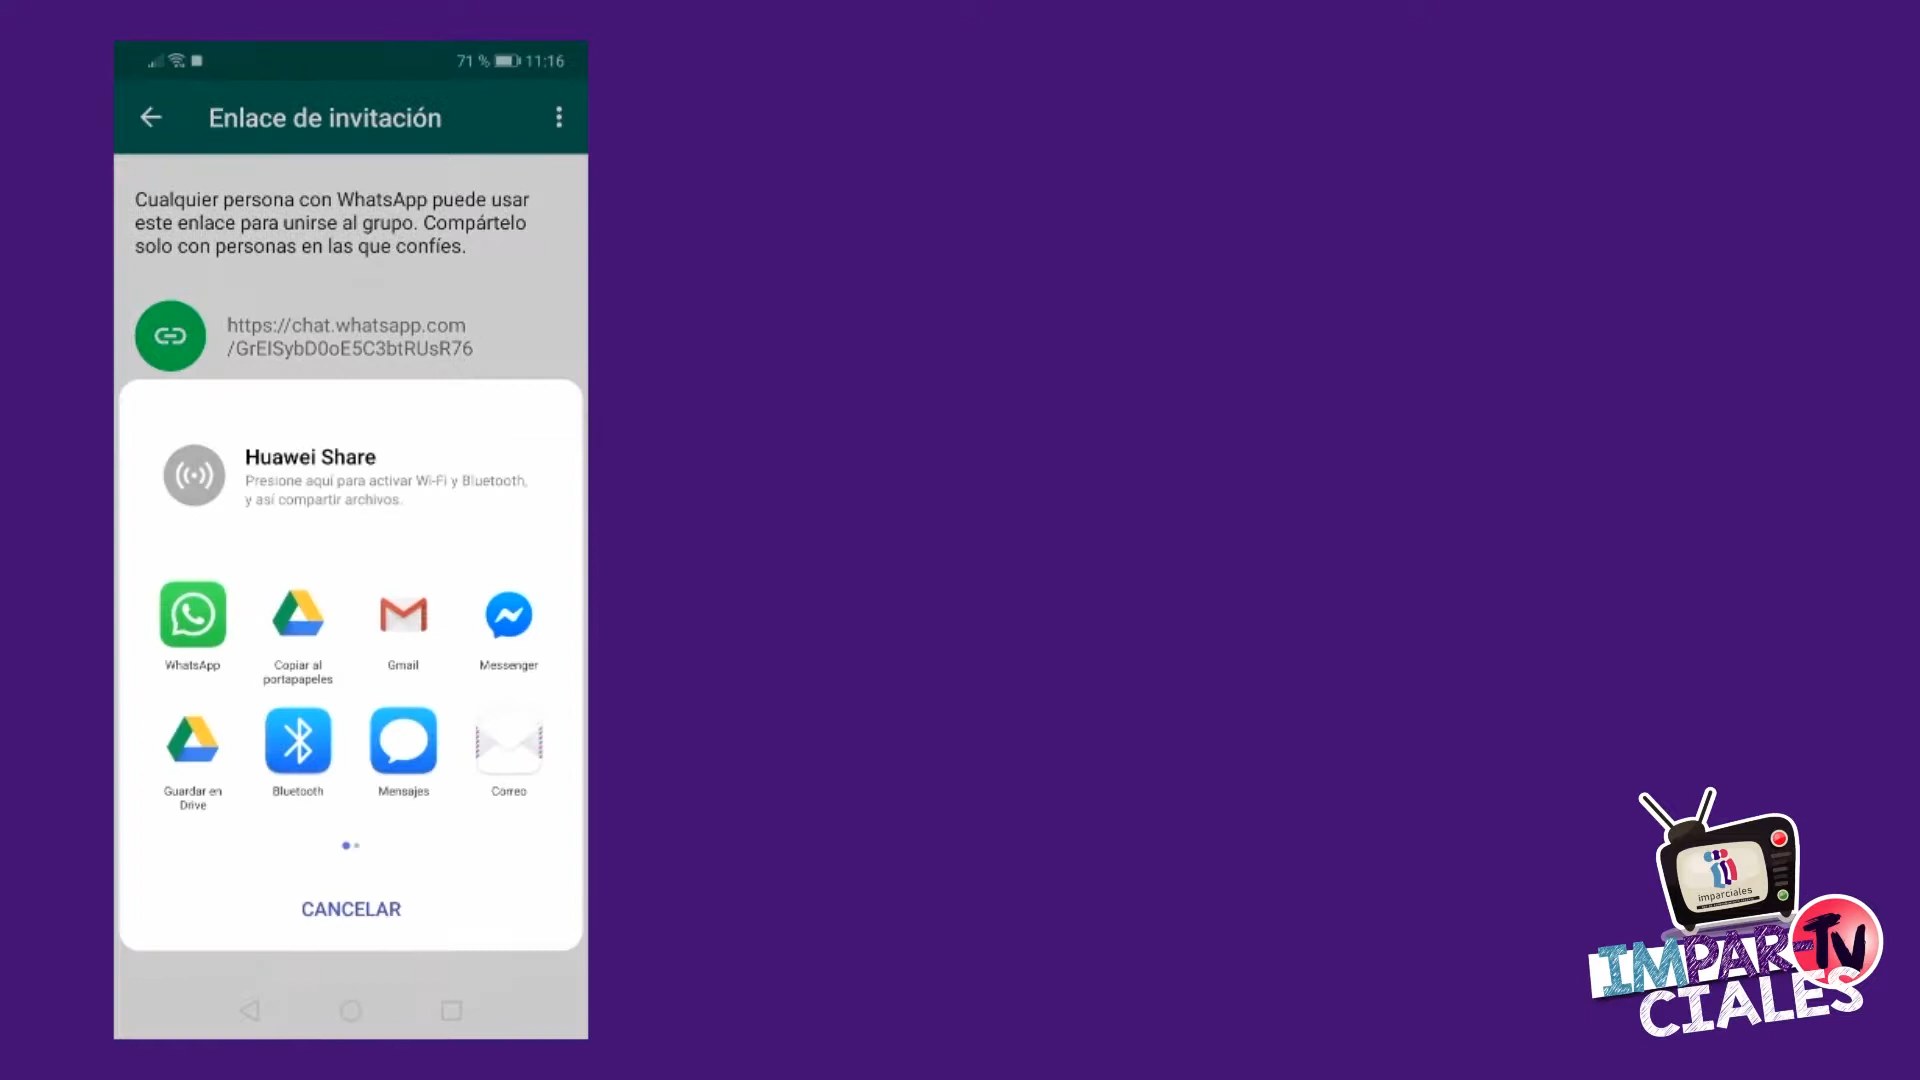 71 % 11:16
Enlace de invitación
Cualquier persona con WhatsApp puede usar
este enlace para unirse al grupo. Compártelo
solo con personas en las que confíes.
https://chat.whatsapp.com
/GrEISybD0oE5C3btRUsR76
Huawei Share
Presione aquí para activar Wi-Fi y Bluetooth,
y así compartir archivos.
WhatsApp
Copiar al
portapapeles
Gmail
Messenger
Guardar en
Drive
Bluetooth
Mensajes
Correo
CANCELAR
imparciales
IMPAR-TV
CIALES